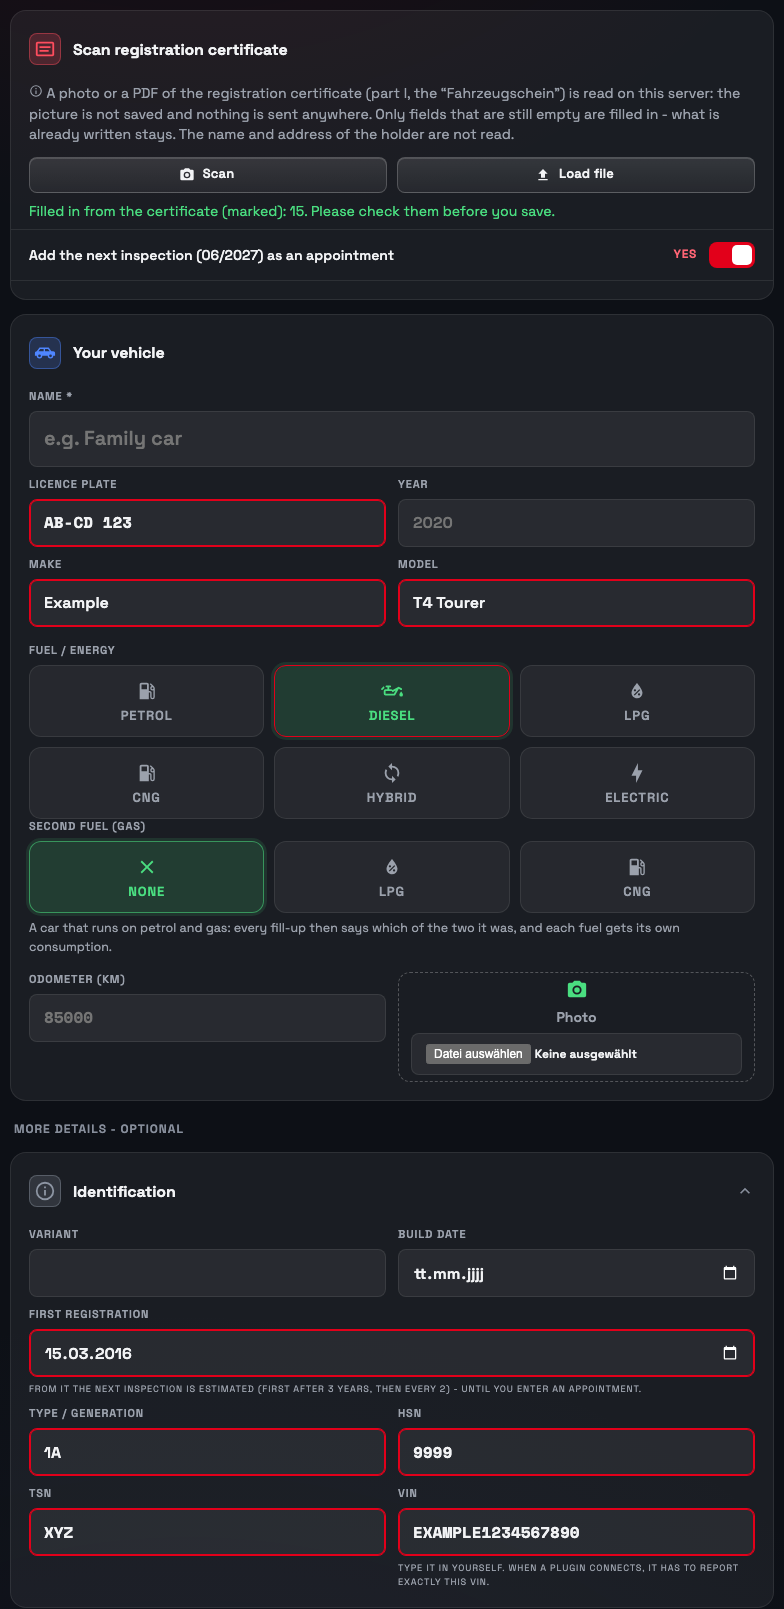 Scan registration certificate
A photo or a PDF of the registration certificate (part I, the “Fahrzeugschein”) is read on this server: the
picture is not saved and nothing is sent anywhere. Only fields that are still empty are filled in - what is
already written stays. The name and address of the holder are not read.
Scan
Load file
Filled in from the certificate (marked): 15. Please check them before you save.
Add the next inspection (06/2027) as an appointment
YES
Your vehicle
NAME *
e.g. Family car
LICENCE PLATE
YEAR
AB-CD 123
2020
MAKE
MODEL
Example
T4 Tourer
FUEL / ENERGY
PETROL
DIESEL
LPG
CNG
HYBRID
ELECTRIC
SECOND FUEL (GAS)
NONE
LPG
CNG
A car that runs on petrol and gas: every fill-up then says which of the two it was, and each fuel gets its own
consumption.
ODOMETER (KM)
85000
Photo
Datei auswählen Keine ausgewählt
MORE DETAILS - OPTIONAL
Identification
VARIANT
BUILD DATE
tt.mm.jjjj
FIRST REGISTRATION
15.03.2016
FROM IT THE NEXT INSPECTION IS ESTIMATED (FIRST AFTER 3 YEARS, THEN EVERY 2) - UNTIL YOU ENTER AN APPOINTMENT.
TYPE / GENERATION
HSN
1A
9999
TSN
VIN
XYZ
EXAMPLE1234567890
TYPE IT IN YOURSELF. WHEN A PLUGIN CONNECTS, IT HAS TO REPORT
EXACTLY THIS VIN.